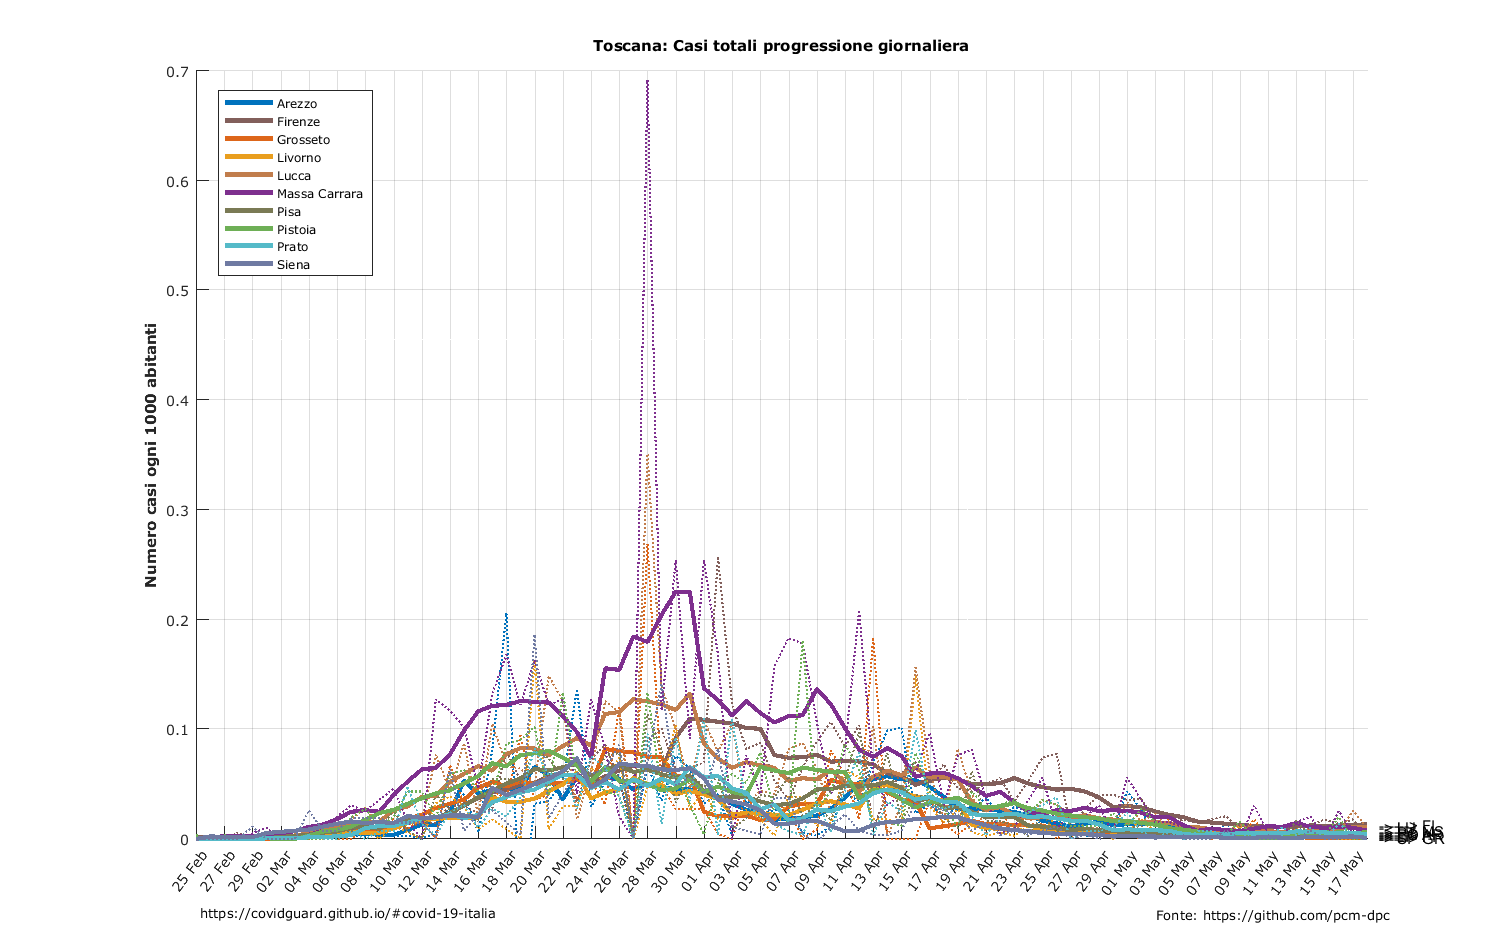 Toscana: Casi totali progressione giornaliera
Numero casi ogni 1000 abitanti
0.7
0.6
0.5
0.4
0.3
0.2
0.1
0
Arezzo
Firenze
Grosseto
Livorno
Lucca
Massa Carrara
Pisa
Pistoia
Prato
Siena
25 Feb
27 Feb
29 Feb
02 Mar
04 Mar
06 Mar
08 Mar
10 Mar
12 Mar
14 Mar
16 Mar
18 Mar
20 Mar
22 Mar
24 Mar
26 Mar
28 Mar
30 Mar
01 Apr
03 Apr
05 Apr
07 Apr
09 Apr
11 Apr
13 Apr
15 Apr
17 Apr
19 Apr
21 Apr
23 Apr
25 Apr
27 Apr
29 Apr
01 May
03 May
05 May
07 May
09 May
11 May
13 May
15 May
17 May
FI
MS
GR
https://covidguard.github.io/#covid-19-italia
Fonte: https://github.com/pcm-dpc